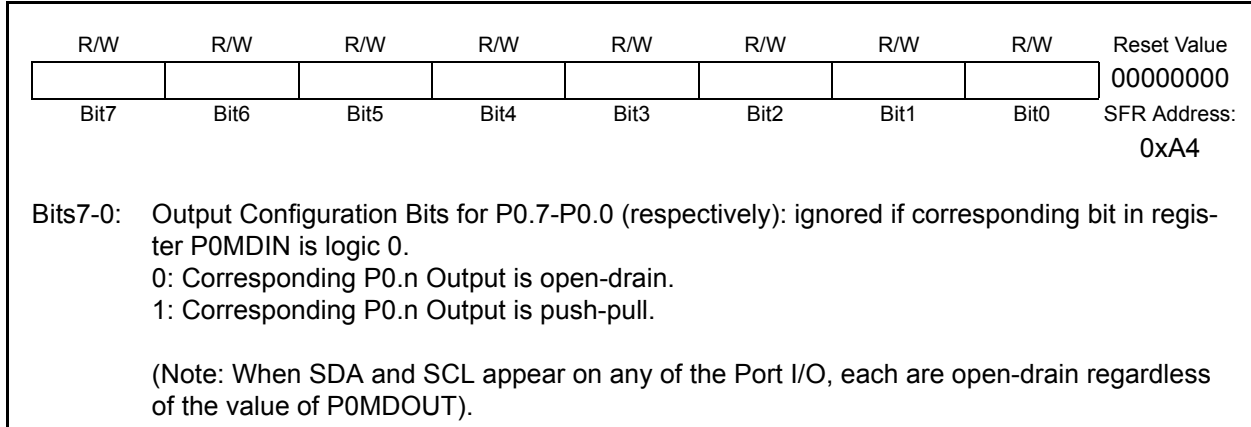 R/W R/W R/W R/W R/W R/W R/W R/W Reset Value
00000000
Bit7 Bit6 Bit5 Bit4 Bit3 Bit2 Bit1 Bit0 SFR Address:
0xA4
Bits7-0: Output Configuration Bits for P0.7-P0.0 (respectively): ignored if corresponding bit in regis-
ter P0MDIN is logic 0.
0: Corresponding P0.n Output is open-drain.
1: Corresponding P0.n Output is push-pull.
(Note: When SDA and SCL appear on any of the Port I/O, each are open-drain regardless
of the value of P0MDOUT).